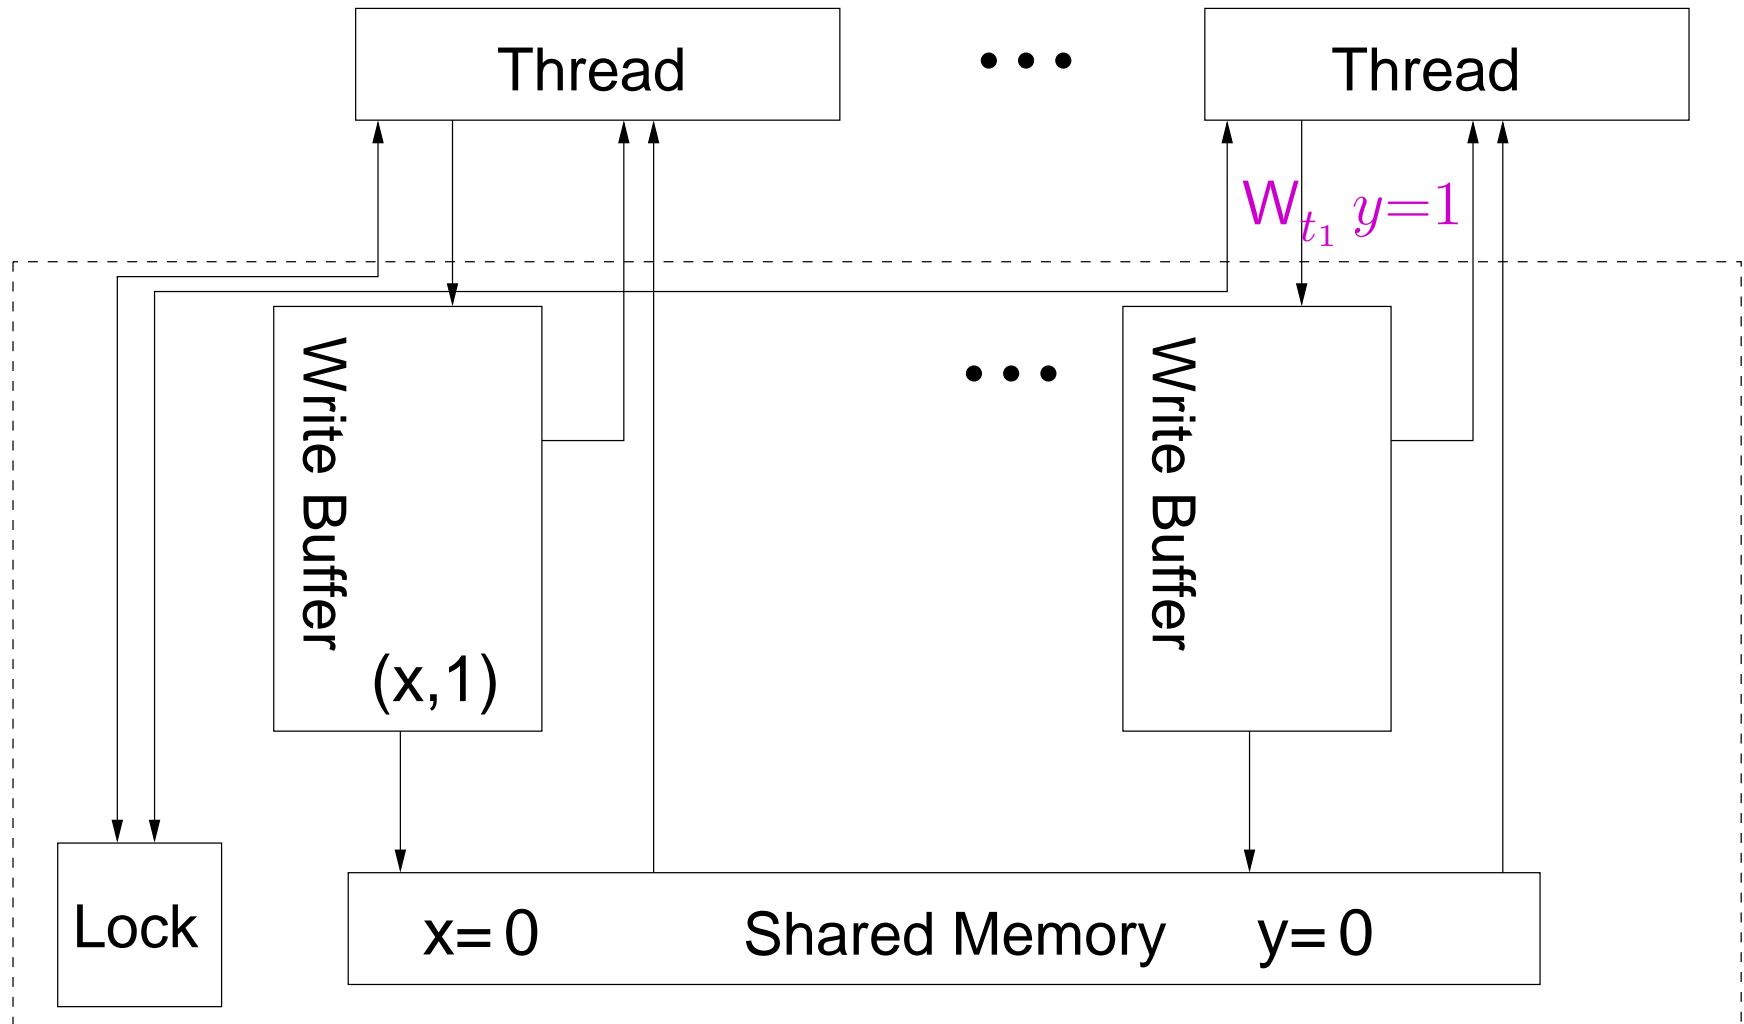 Thread
Thread
W_{t_1} y=1
Write Buffer
Write Buffer
(x,1)
Lock
x= 0
Shared Memory
y= 0